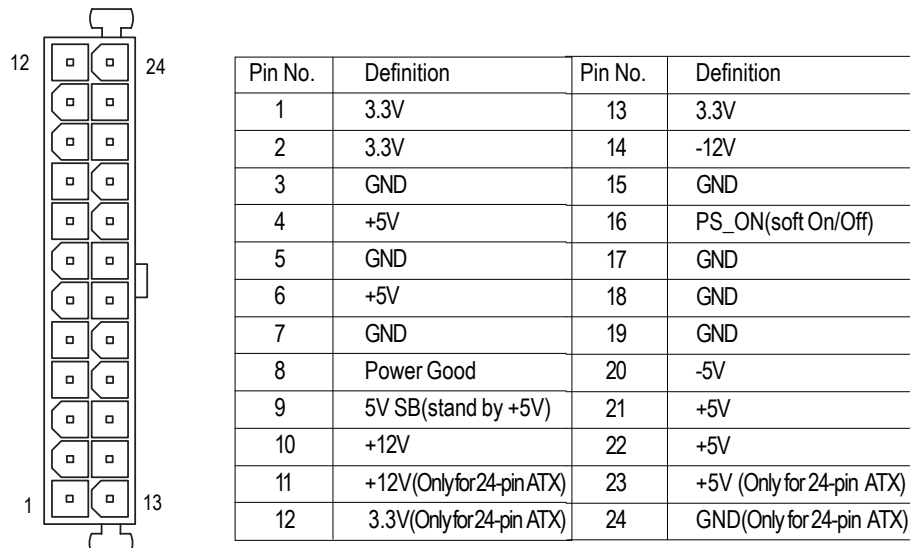 12 24
1 13
Pin No. Definition Pin No. Definition
1 3.3V 13 3.3V
2 3.3V 14 -12V
3 GND 15 GND
4 +5V 16 PS_ON(soft On/Off)
5 GND 17 GND
6 +5V 18 GND
7 GND 19 GND
8 Power Good 20 -5V
9 5V SB(stand by +5V) 21 +5V
10 +12V 22 +5V
11 +12V(Only for 24-pin ATX) 23 +5V (Only for 24-pin ATX)
12 3.3V(Only for 24-pin ATX) 24 GND(Only for 24-pin ATX)